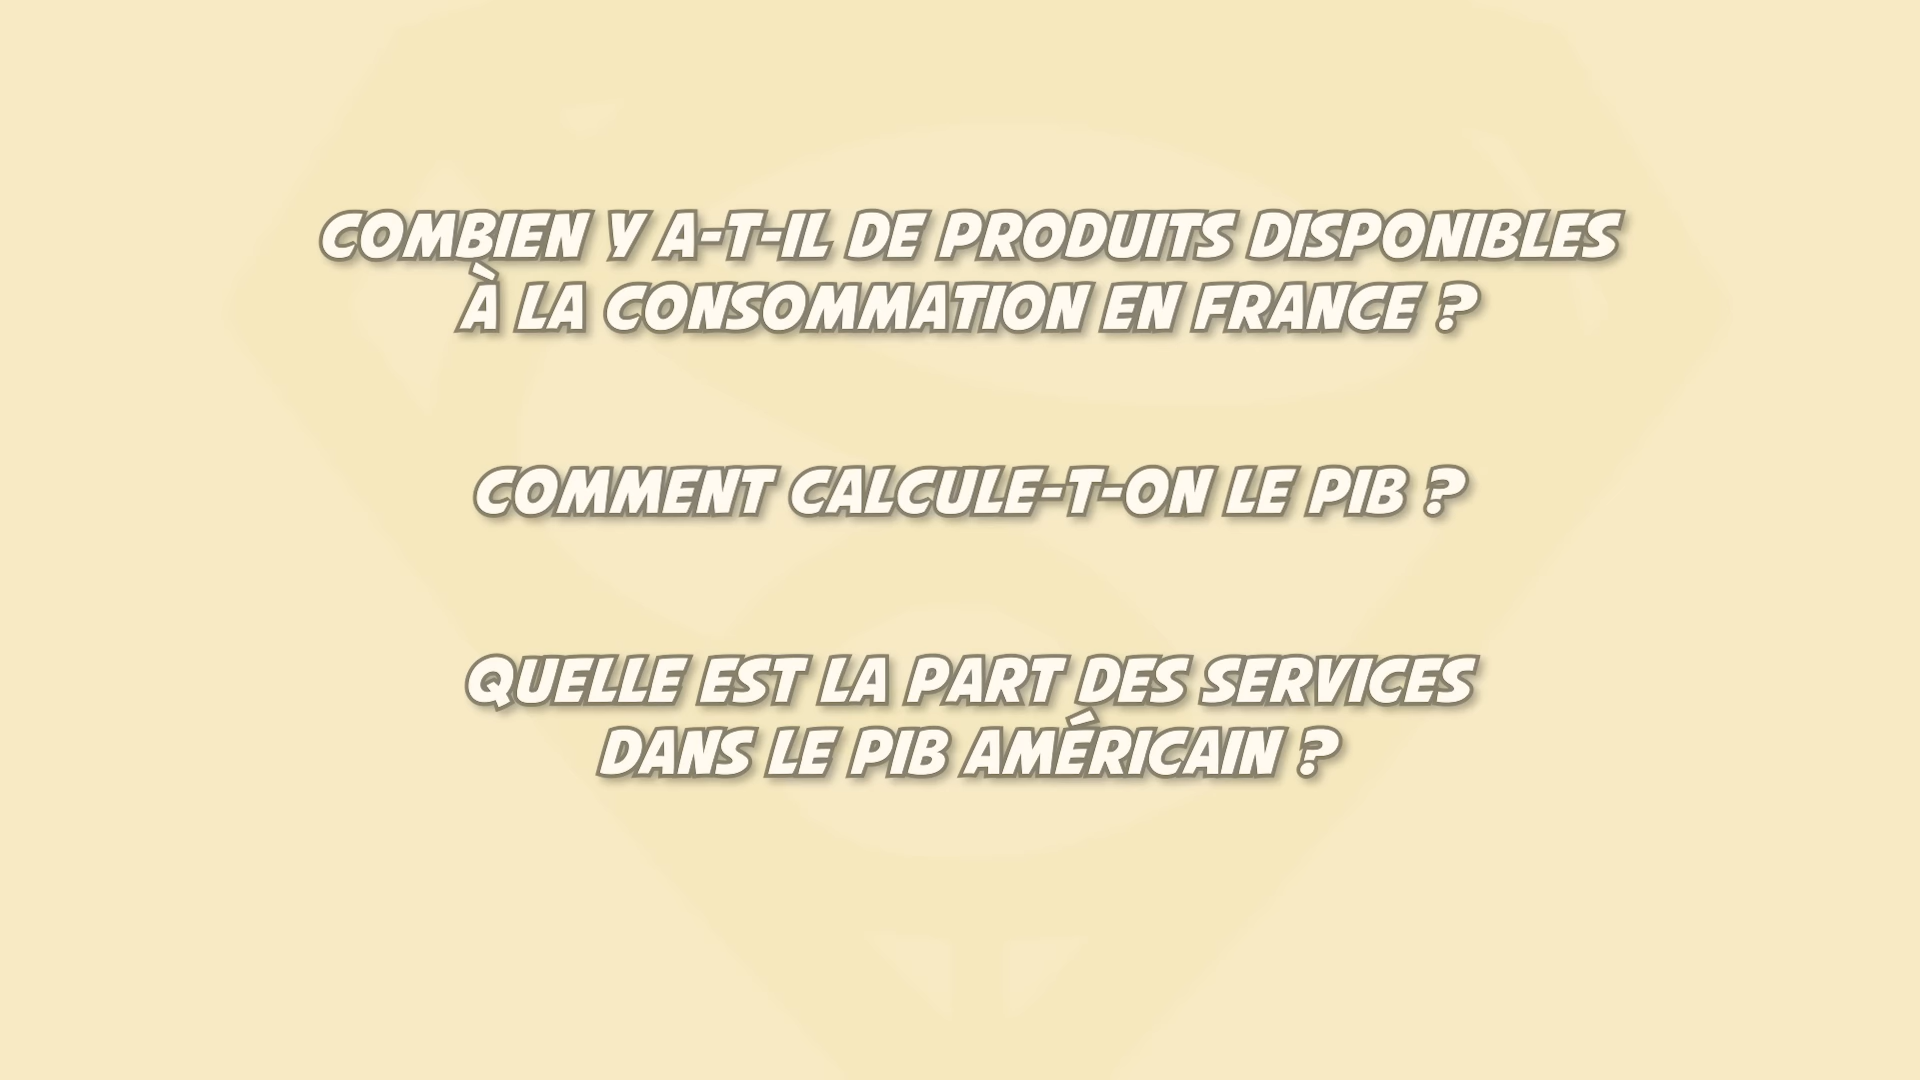 COMBIEN Y A-T-IL DE PRODUITS DISPONIBLES
À LA CONSOMMATION EN FRANCE ?
COMMENT CALCULE-T-ON LE PIB ?
QUELLE EST LA PART DES SERVICES
DANS LE PIB AMÉRICAIN ?